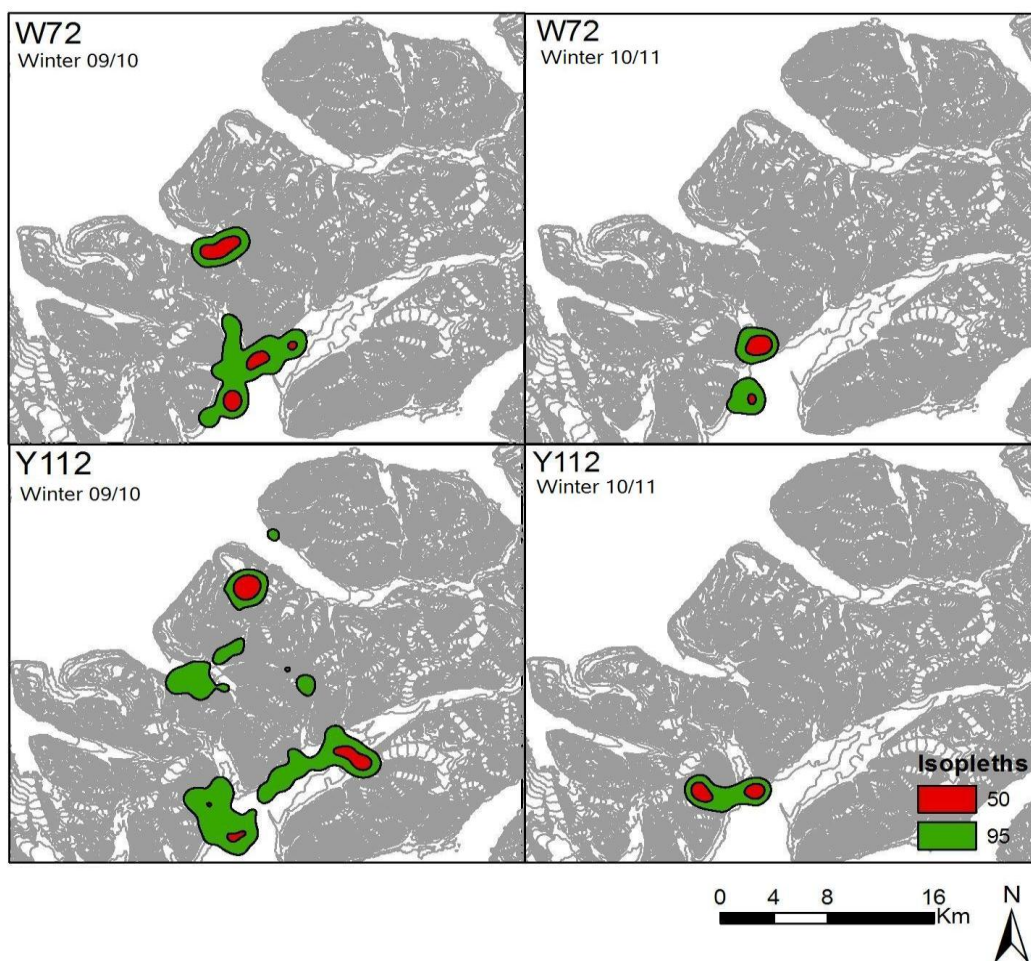 W72
Winter 09/10
W72
Winter 10/11
Y112
Winter 09/10
Y112
Winter 10/11
Isopleths
50
95
0 4 8 16
Km
N